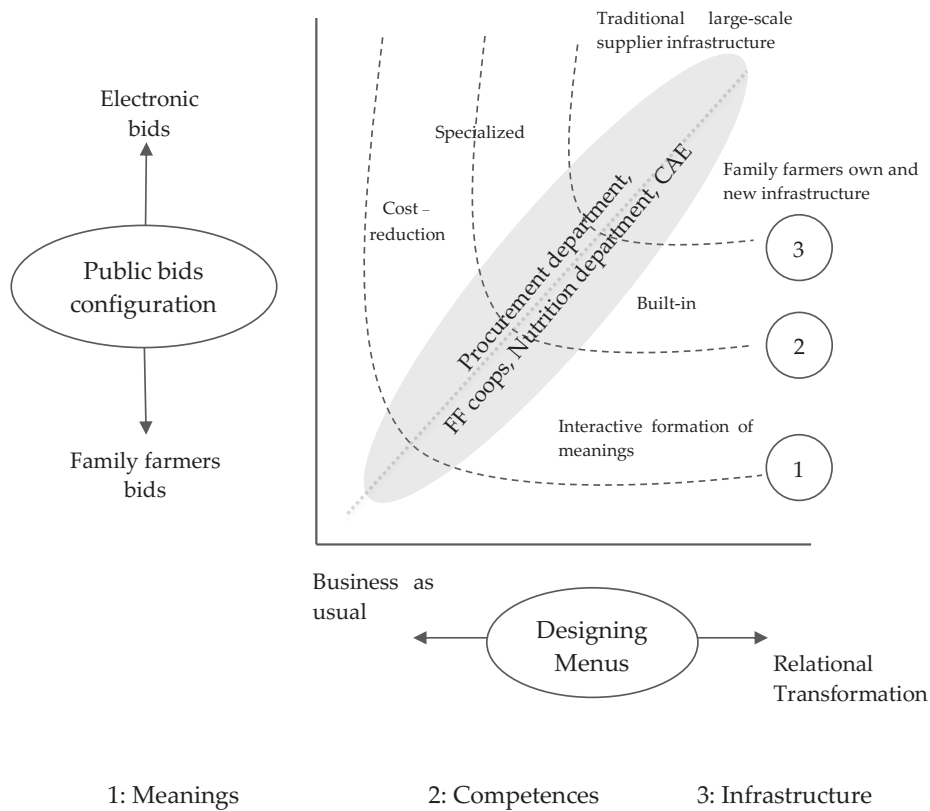 Traditional large-scale
supplier infrastructure
Electronic
bids
Specialized
Family farmers own and
new infrastructure
Cost –
reduction
Procurement department,
FF coops, Nutrition department, CAE
3
Public bids
configuration
Built-in
2
Interactive formation of
meanings
Family farmers
bids
1
Business as
usual
Designing
Menus
Relational
Transformation
1: Meanings
2: Competences
3: Infrastructure